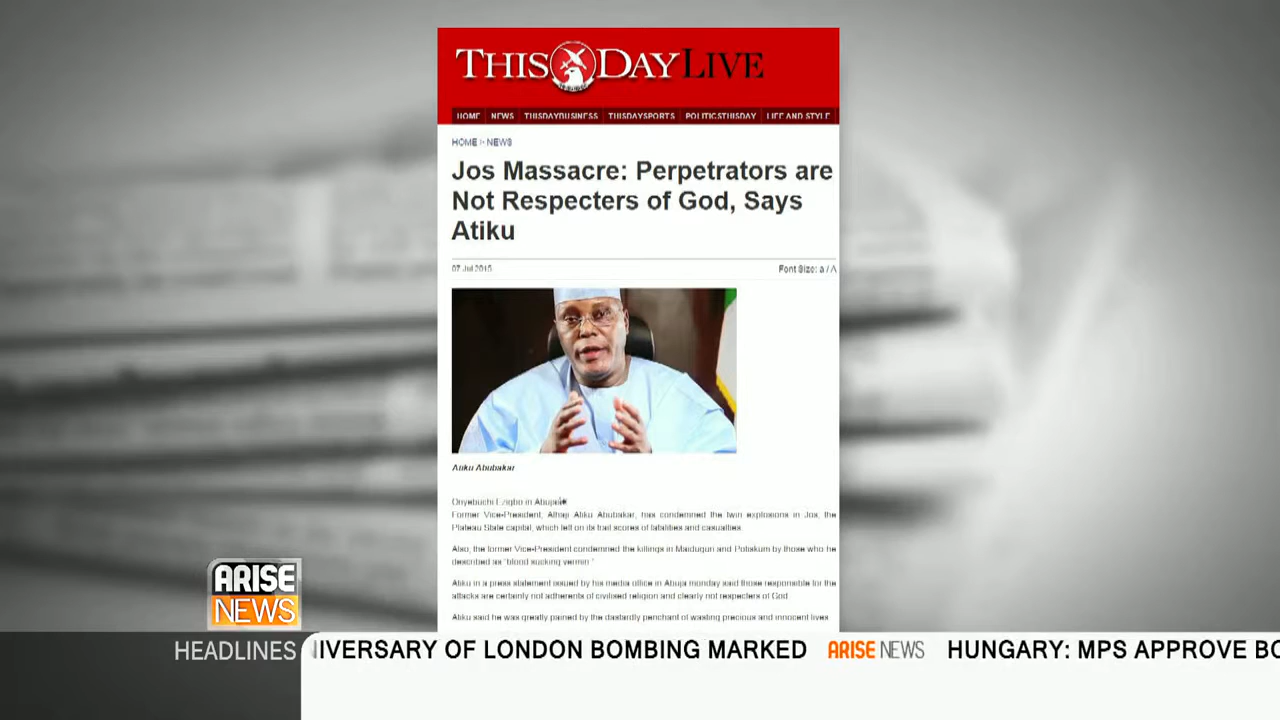 THISDAYLIVE
HOME NEWS THISDAYBUSINESS THISDAYSPORTS POLITICSTHISDAY LIFE AND STYLE
HOME > NEWS
Jos Massacre: Perpetrators are
Not Respecters of God, Says
Atiku
07 Jul 2015 Font Size: a / A
Atiku Abubakar
Onyebuchi Ezigbo in Abuja
Former Vice-President, Alhaji Atiku Abubakar, has condemned the twin explosions in Jos, the
Plateau State capital, which left on its trail scores of fatalities and casualties.
Also, the former Vice-President condemned the killings in Maiduguri and Potiskum by those who he
described as "blood sucking vermin."
Atiku in a press statement issued by his media office in Abuja monday said those responsible for the
attacks are certainly not adherents of civilised religion and clearly not respecters of God
Atiku said he was greatly pained by the dastardly penchant of wasting precious and innocent lives
ARISE
NEWS
HEADLINES NIVERSARY OF LONDON BOMBING MARKED ARISE NEWS HUNGARY: MPS APPROVE BO